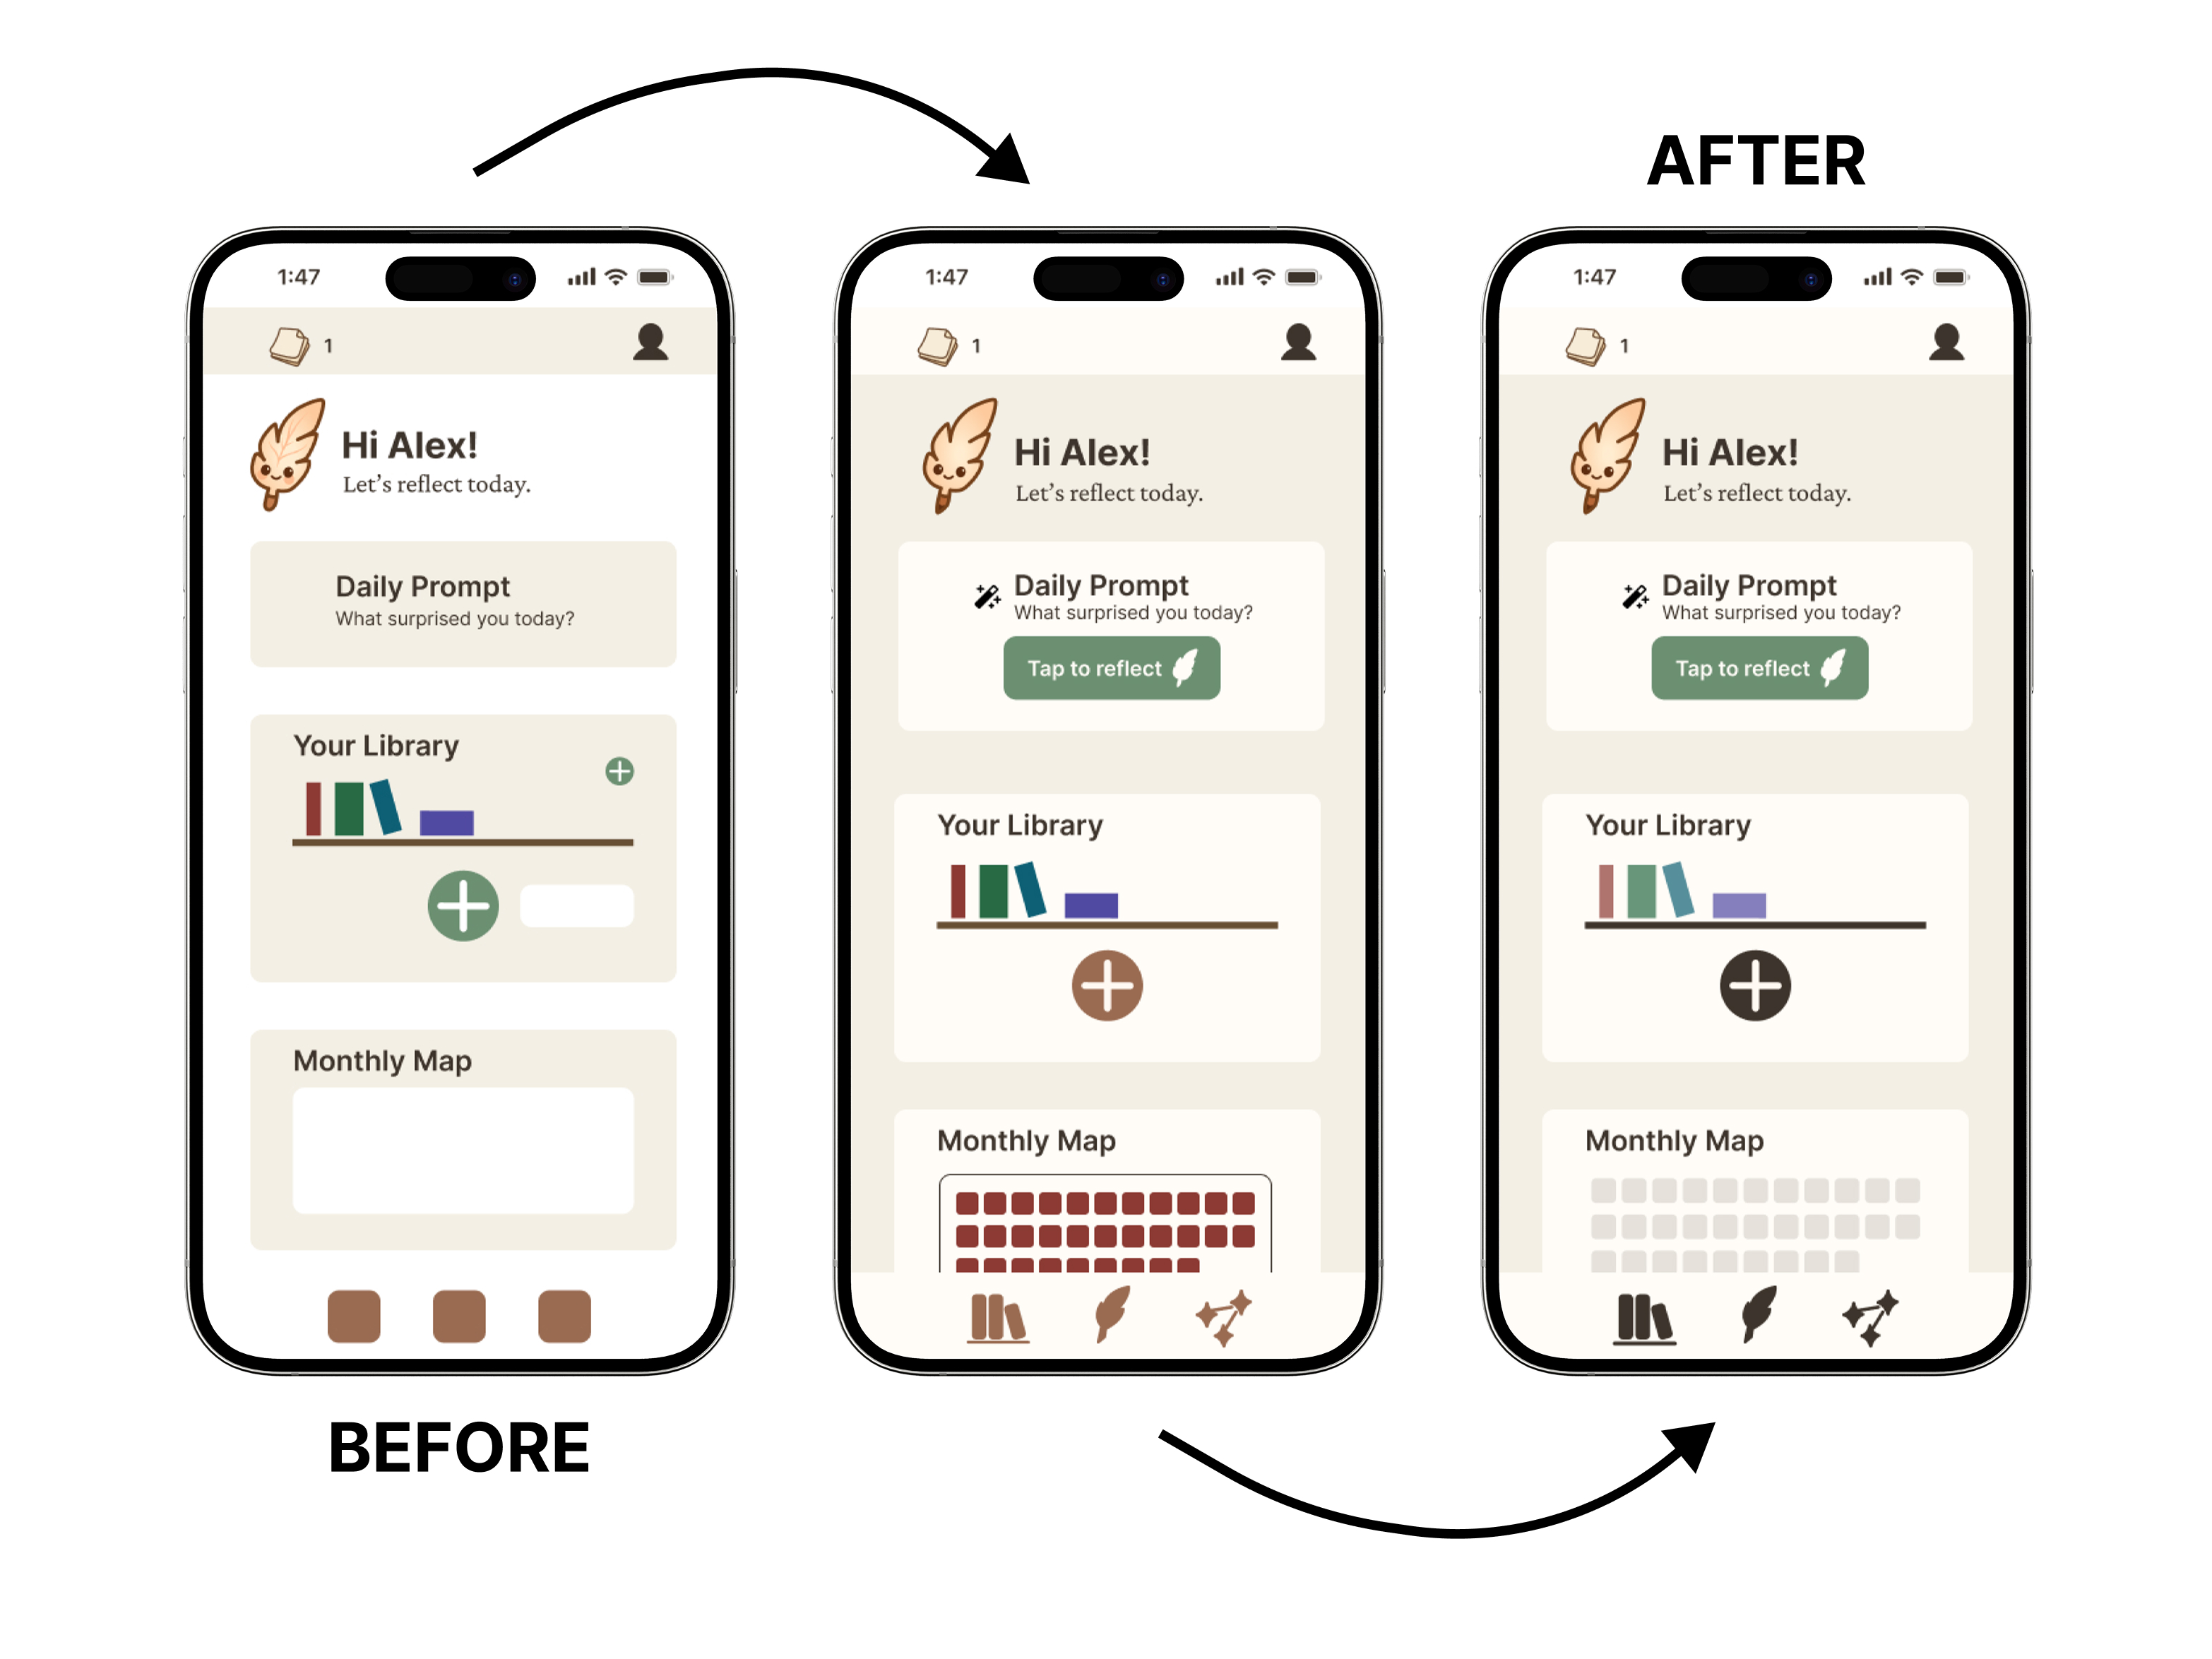 AFTER
1:47
1
Hi Alex!
Let's reflect today.
Daily Prompt
What surprised you today?
Your Library
Monthly Map
BEFORE
1:47
1
Hi Alex!
Let's reflect today.
Daily Prompt
What surprised you today?
Tap to reflect
Your Library
Monthly Map
1:47
1
Hi Alex!
Let's reflect today.
Daily Prompt
What surprised you today?
Tap to reflect
Your Library
Monthly Map